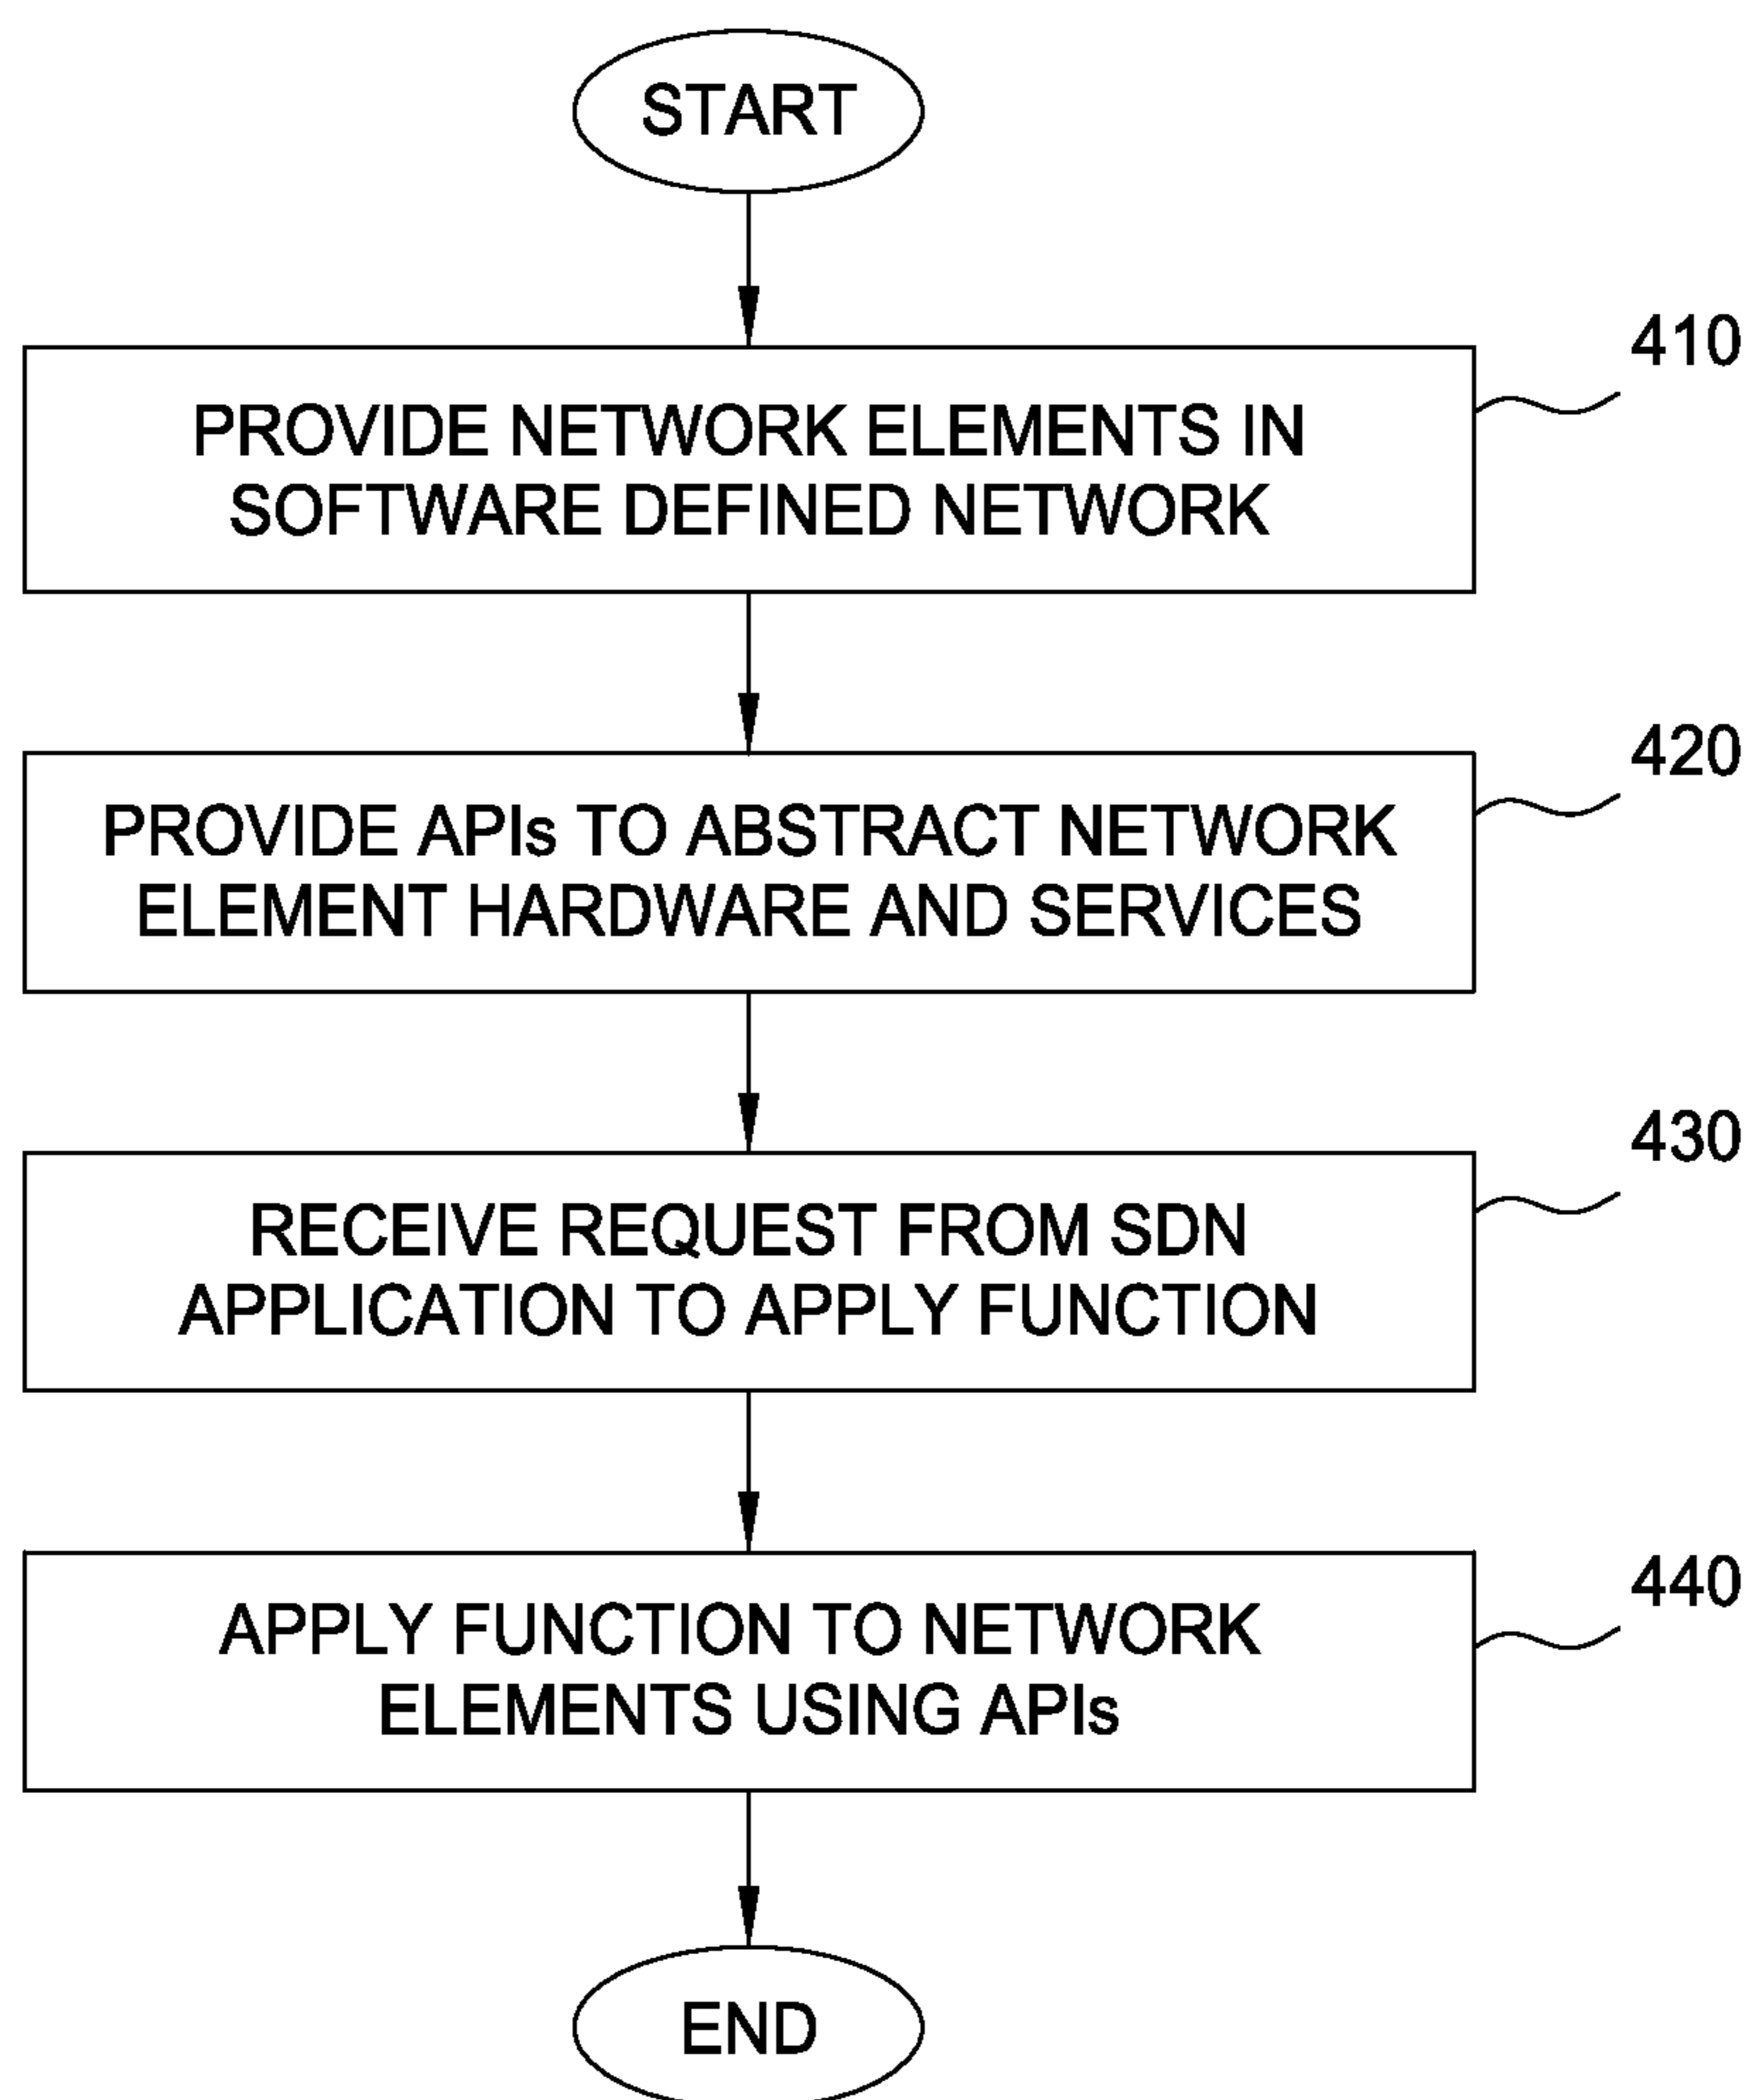 START
410
PROVIDE NETWORK ELEMENTS IN
SOFTWARE DEFINED NETWORK
420
PROVIDE APIs TO ABSTRACT NETWORK
ELEMENT HARDWARE AND SERVICES
430
RECEIVE REQUEST FROM SDN
APPLICATION TO APPLY FUNCTION
440
APPLY FUNCTION TO NETWORK
ELEMENTS USING APIs
END